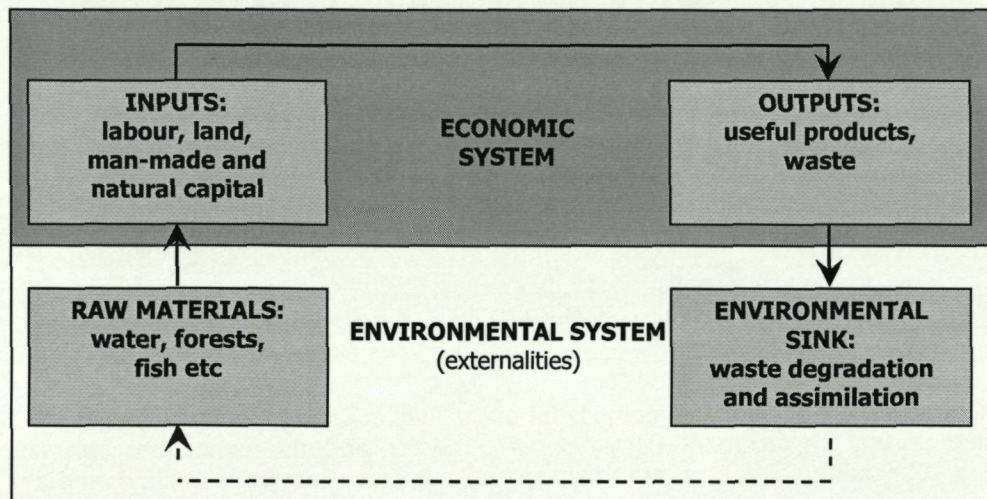 INPUTS:
labour, land,
man-made and
natural capital
ECONOMIC
SYSTEM
OUTPUTS:
useful products,
waste
RAW MATERIALS:
water, forests,
fish etc
ENVIRONMENTAL SYSTEM
(externalities)
ENVIRONMENTAL
SINK:
waste degradation
and assimilation